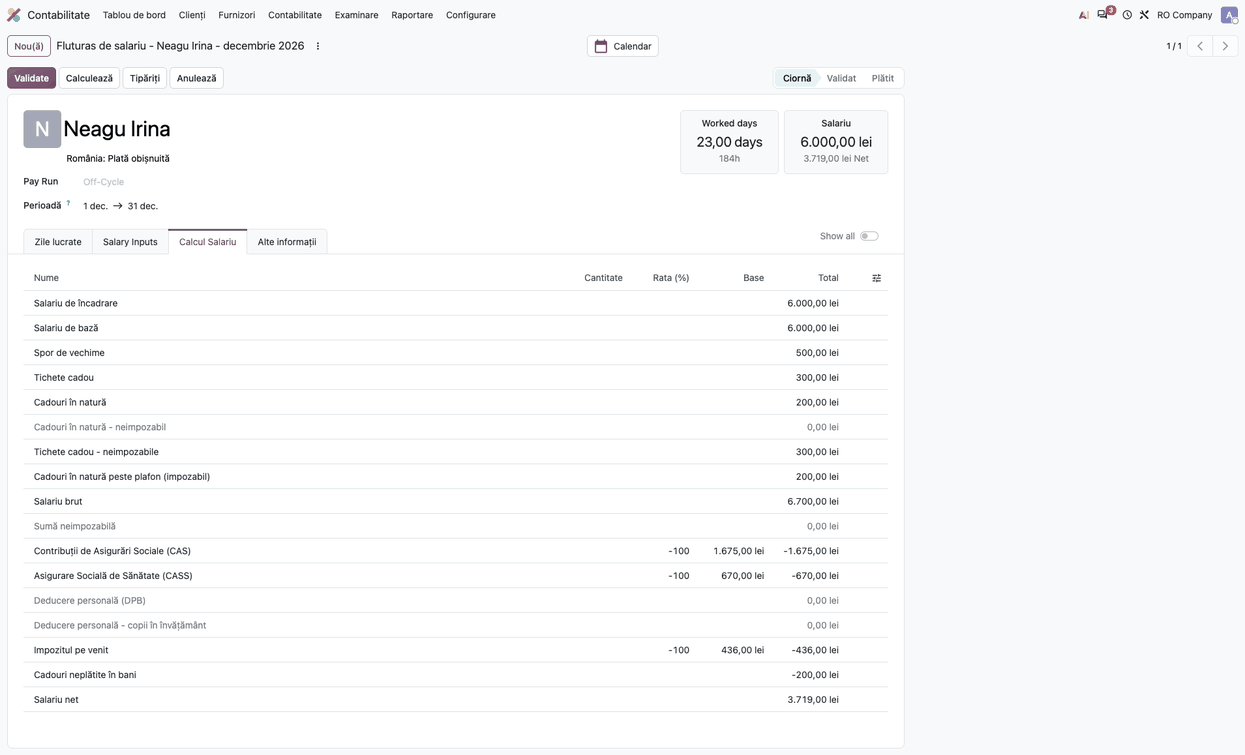 Contabilitate Tablou de bord Clienți Furnizori Contabilitate Examinare Raportare Configurare AI 3 RO Company A
Nou(ă) Fluturas de salariu - Neagu Irina - decembrie 2026 Calendar 1 / 1
Validate Calculează Tipăriți Anulează Ciornă Validat Plătit
N Neagu Irina
România: Plată obișnuită
Worked days
23,00 days
184h
Salariu
6.000,00 lei
3.719,00 lei Net
Pay Run Off-Cycle
Perioadă ? 1 dec. → 31 dec.
Zile lucrate Salary Inputs Calcul Salariu Alte informații Show all
Nume Cantitate Rata (%) Base Total
Salariu de încadrare 6.000,00 lei
Salariu de bază 6.000,00 lei
Spor de vechime 500,00 lei
Tichete cadou 300,00 lei
Cadouri în natură 200,00 lei
Cadouri în natură - neimpozabil 0,00 lei
Tichete cadou - neimpozabile 300,00 lei
Cadouri în natură peste plafon (impozabil) 200,00 lei
Salariu brut 6.700,00 lei
Sumă neimpozabilă 0,00 lei
Contribuții de Asigurări Sociale (CAS) -100 1.675,00 lei -1.675,00 lei
Asigurare Socială de Sănătate (CASS) -100 670,00 lei -670,00 lei
Deducere personală (DPB) 0,00 lei
Deducere personală - copii în învățământ 0,00 lei
Impozitul pe venit -100 436,00 lei -436,00 lei
Cadouri neplătite în bani -200,00 lei
Salariu net 3.719,00 lei